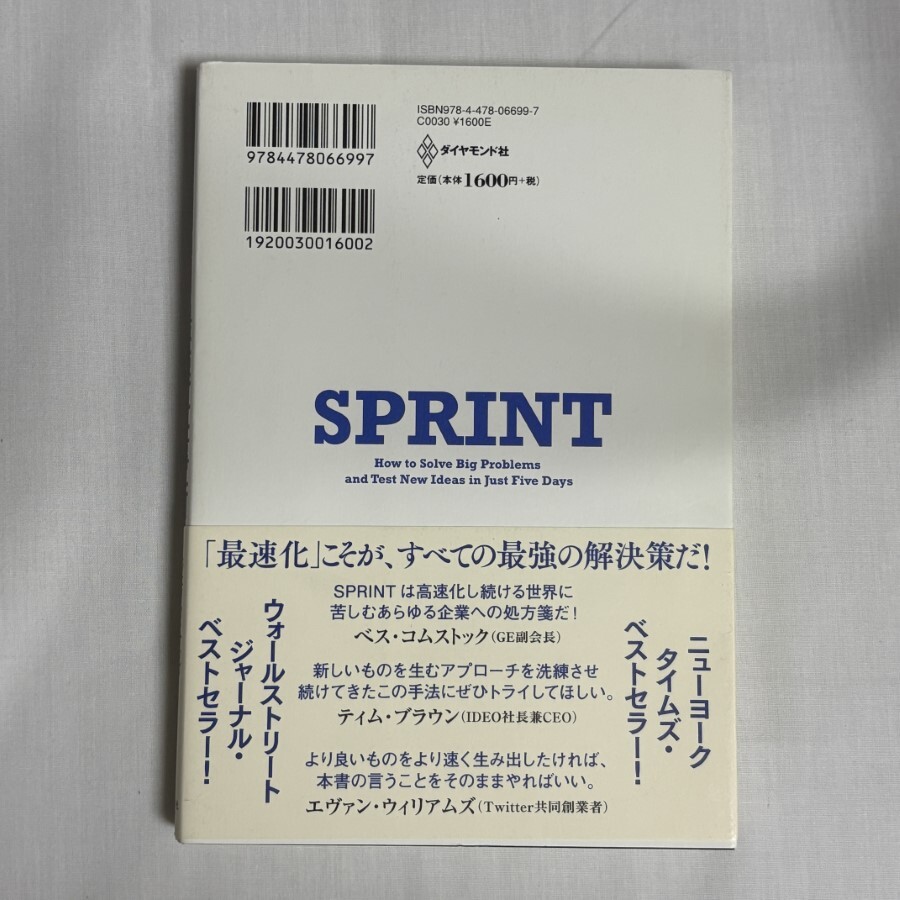 ISBN978-4-478-06699-7
C0030 ¥1600E
9784478066997
ダイヤモンド社
定価(本体1600円+税)
1920030016002
SPRINT
How to Solve Big Problems
and Test New Ideas in Just Five Days
「最速化」こそが、すべての最強の解決策だ!
ニューヨーク
タイムズ・
ベストセラー!
SPRINTは高速化し続ける世界に
苦しむあらゆる企業への処方箋だ!
ベス・コムストック(GE副会長)
新しいものを生むアプローチを洗練させ
続けてきたこの手法にぜひトライしてほしい。
ティム・ブラウン(IDEO社長兼CEO)
より良いものをより速く生み出したければ、
本書の言うことをそのままやればいい。
エヴァン・ウィリアムズ(Twitter共同創業者)
ウォールストリート
ジャーナル・
ベストセラー!